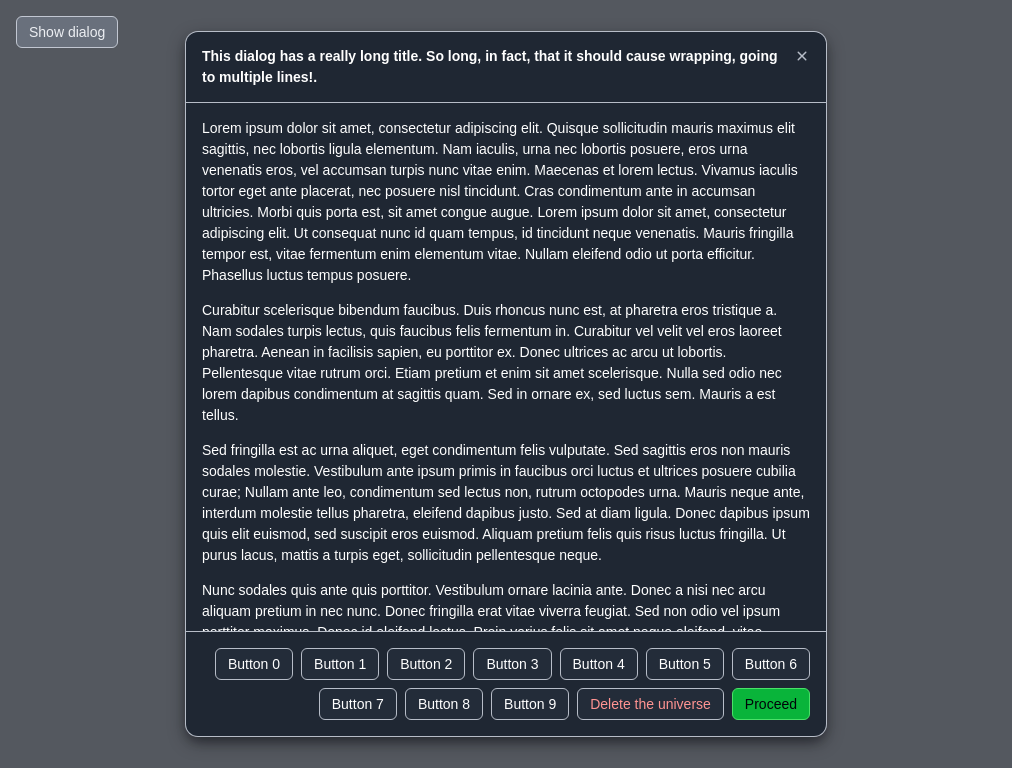 Show dialog
This dialog has a really long title. So long, in fact, that it should cause wrapping, going
to multiple lines!.
Lorem ipsum dolor sit amet, consectetur adipiscing elit. Quisque sollicitudin mauris maximus elit
sagittis, nec lobortis ligula elementum. Nam iaculis, urna nec lobortis posuere, eros urna
venenatis eros, vel accumsan turpis nunc vitae enim. Maecenas et lorem lectus. Vivamus iaculis
tortor eget ante placerat, nec posuere nisl tincidunt. Cras condimentum ante in accumsan
ultricies. Morbi quis porta est, sit amet congue augue. Lorem ipsum dolor sit amet, consectetur
adipiscing elit. Ut consequat nunc id quam tempus, id tincidunt neque venenatis. Mauris fringilla
tempor est, vitae fermentum enim elementum vitae. Nullam eleifend odio ut porta efficitur.
Phasellus luctus tempus posuere.
Curabitur scelerisque bibendum faucibus. Duis rhoncus nunc est, at pharetra eros tristique a.
Nam sodales turpis lectus, quis faucibus felis fermentum in. Curabitur vel velit vel eros laoreet
pharetra. Aenean in facilisis sapien, eu porttitor ex. Donec ultrices ac arcu ut lobortis.
Pellentesque vitae rutrum orci. Etiam pretium et enim sit amet scelerisque. Nulla sed odio nec
lorem dapibus condimentum at sagittis quam. Sed in ornare ex, sed luctus sem. Mauris a est
tellus.
Sed fringilla est ac urna aliquet, eget condimentum felis vulputate. Sed sagittis eros non mauris
sodales molestie. Vestibulum ante ipsum primis in faucibus orci luctus et ultrices posuere cubilia
curae; Nullam ante leo, condimentum sed lectus non, rutrum octopodes urna. Mauris neque ante,
interdum molestie tellus pharetra, eleifend dapibus justo. Sed at diam ligula. Donec dapibus ipsum
quis elit euismod, sed suscipit eros euismod. Aliquam pretium felis quis risus luctus fringilla. Ut
purus lacus, mattis a turpis eget, sollicitudin pellentesque neque.
Nunc sodales quis ante quis porttitor. Vestibulum ornare lacinia ante. Donec a nisi nec arcu
aliquam pretium in nec nunc. Donec fringilla erat vitae viverra feugiat. Sed non odio vel ipsum
porttitor maximus. Donec id eleifend lectus. Proin varius felis sit amet neque eleifend, vitae
Button 0 Button 1 Button 2 Button 3 Button 4 Button 5 Button 6
Button 7 Button 8 Button 9 Delete the universe Proceed